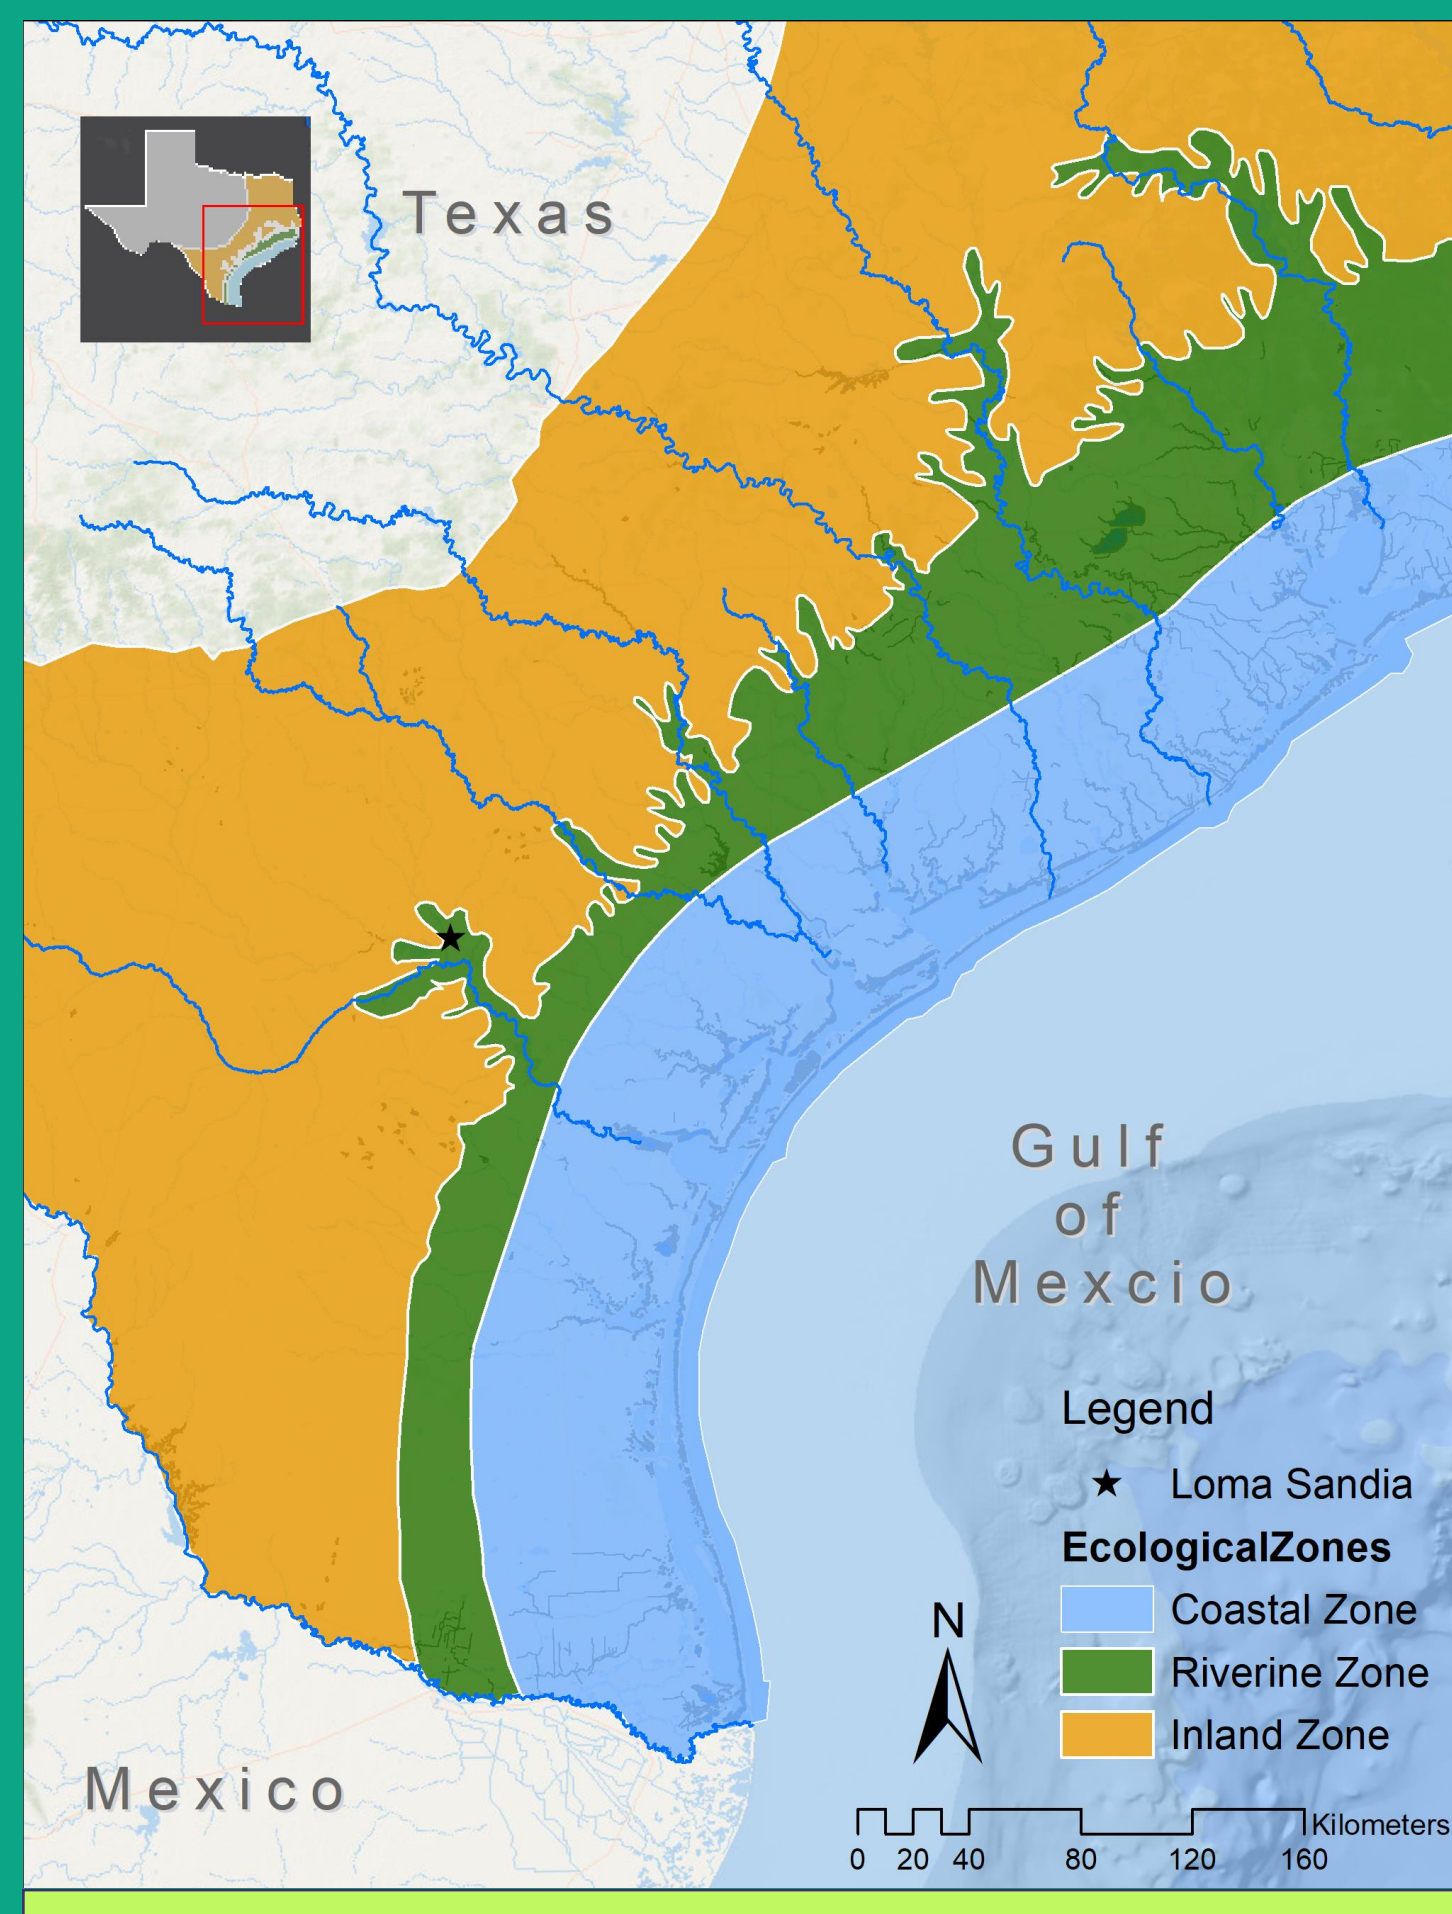 Texas
Gulf
of
Mexcio
Legend
Loma Sandia
EcologicalZones
Coastal Zone
Riverine Zone
Inland Zone
N
Mexico
Kilometers
0 20 40 80 120 160